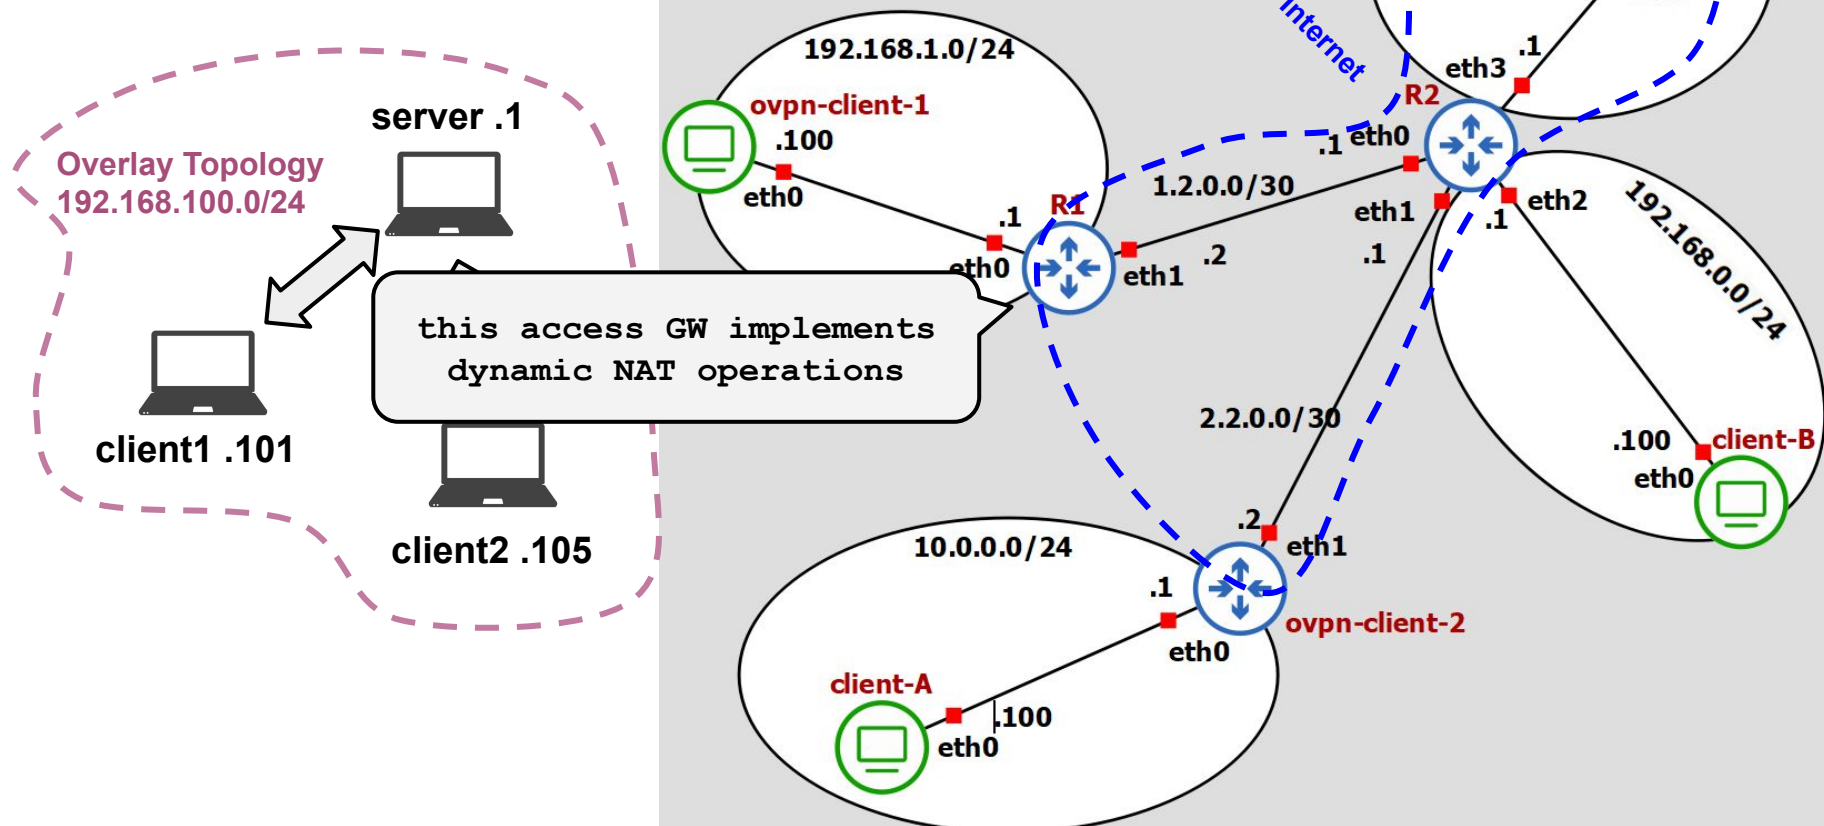 server .1
Overlay Topology
192.168.100.0/24
client1 .101
client2 .105
this access GW implements
dynamic NAT operations
192.168.1.0/24
ovpn-client-1
.100
eth0
.1
eth0
R1
eth1
.2
1.2.0.0/30
.1
eth0
R2
eth3
.1
Internet
eth1
.1
.1
eth2
192.168.0.0/24
.100
client-B
eth0
2.2.0.0/30
.2
eth1
10.0.0.0/24
.1
eth0
ovpn-client-2
client-A
.100
eth0